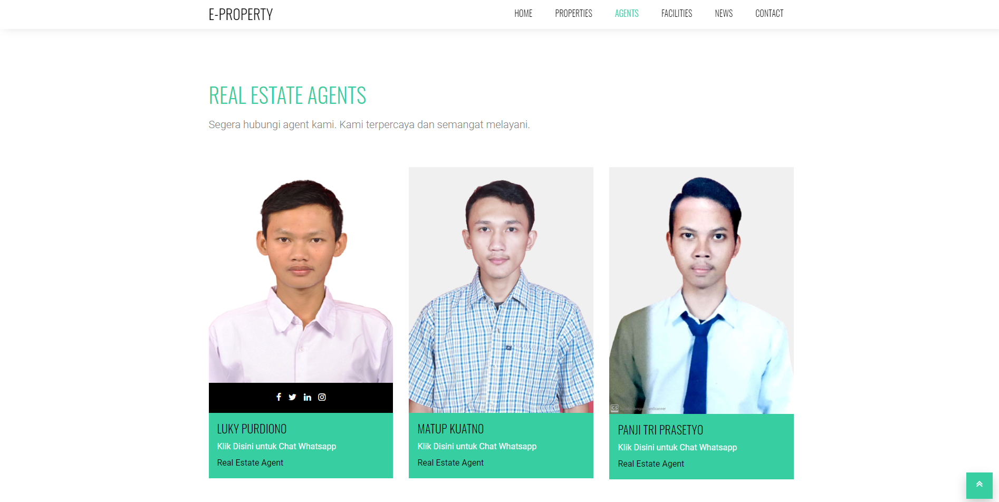 E-PROPERTY
HOME PROPERTIES AGENTS FACILITIES NEWS CONTACT
REAL ESTATE AGENTS
Segera hubungi agent kami. Kami terpercaya dan semangat melayani.
CS
LUKY PURDIONO
Klik Disini untuk Chat Whatsapp
Real Estate Agent
MATUP KUATNO
Klik Disini untuk Chat Whatsapp
Real Estate Agent
PANJI TRI PRASETYO
Klik Disini untuk Chat Whatsapp
Real Estate Agent